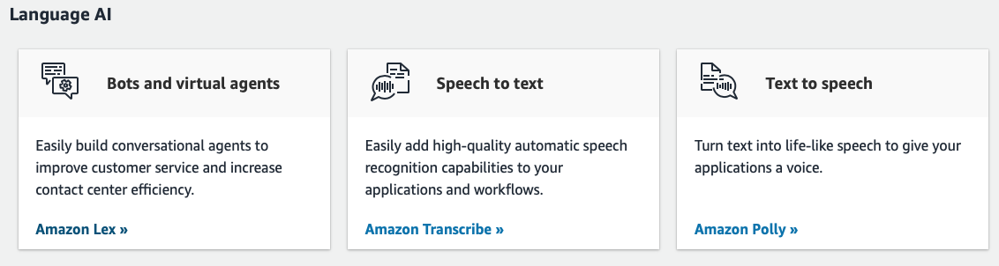 Language AI
Bots and virtual agents
Easily build conversational agents to
improve customer service and increase
contact center efficiency.
Amazon Lex »
Speech to text
Easily add high-quality automatic speech
recognition capabilities to your
applications and workflows.
Amazon Transcribe »
Text to speech
Turn text into life-like speech to give your
applications a voice.
Amazon Polly »